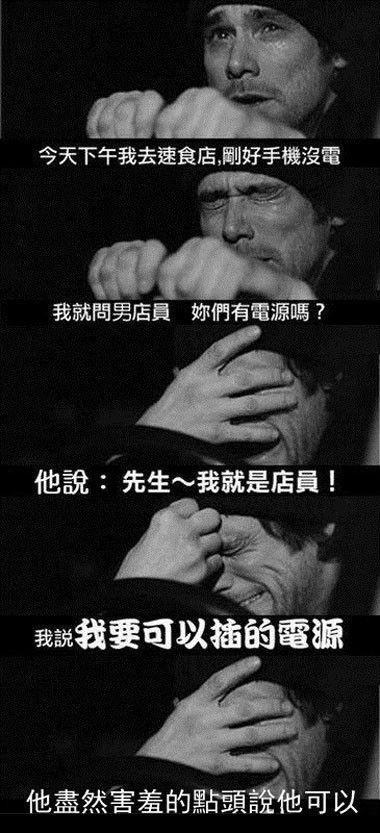 今天下午我去速食店,剛好手機沒電
我就問男店員　妳們有電源嗎？
他說： 先生～我就是店員！
我説我要可以插的電源
他盡然害羞的點頭說他可以